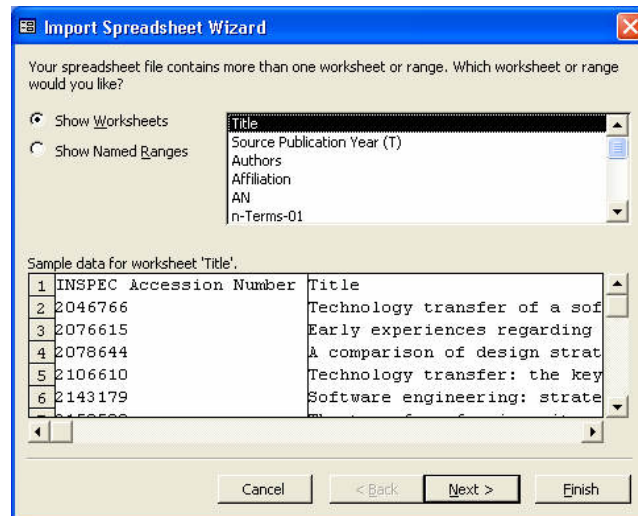 Import Spreadsheet Wizard
Your spreadsheet file contains more than one worksheet or range. Which worksheet or range
would you like?
Show Worksheets
Show Named Ranges
Title
Source Publication Year (T)
Authors
Affiliation
AN
n-Terms-01
Sample data for worksheet 'Title'.
1 INSPEC Accession Number Title
2 2046766 Technology transfer of a sof
3 2076615 Early experiences regarding
4 2078644 A comparison of design strat
5 2106610 Technology transfer: the key
6 2143179 Software engineering: strate
Cancel < Back Next > Finish